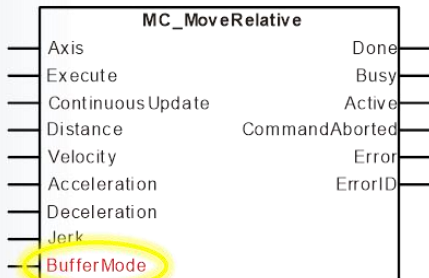 MC_MoveRelative
Axis Done
Execute Busy
ContinuousUpdate Active
Distance CommandAborted
Velocity Error
Acceleration ErrorID
Deceleration
Jerk
BufferMode